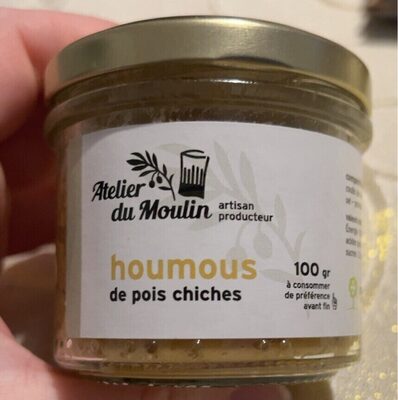 Atelier
du Moulin
artisan
producteur
houmous
de pois chiches
100 gr
à consommer
de préférence
avant fin